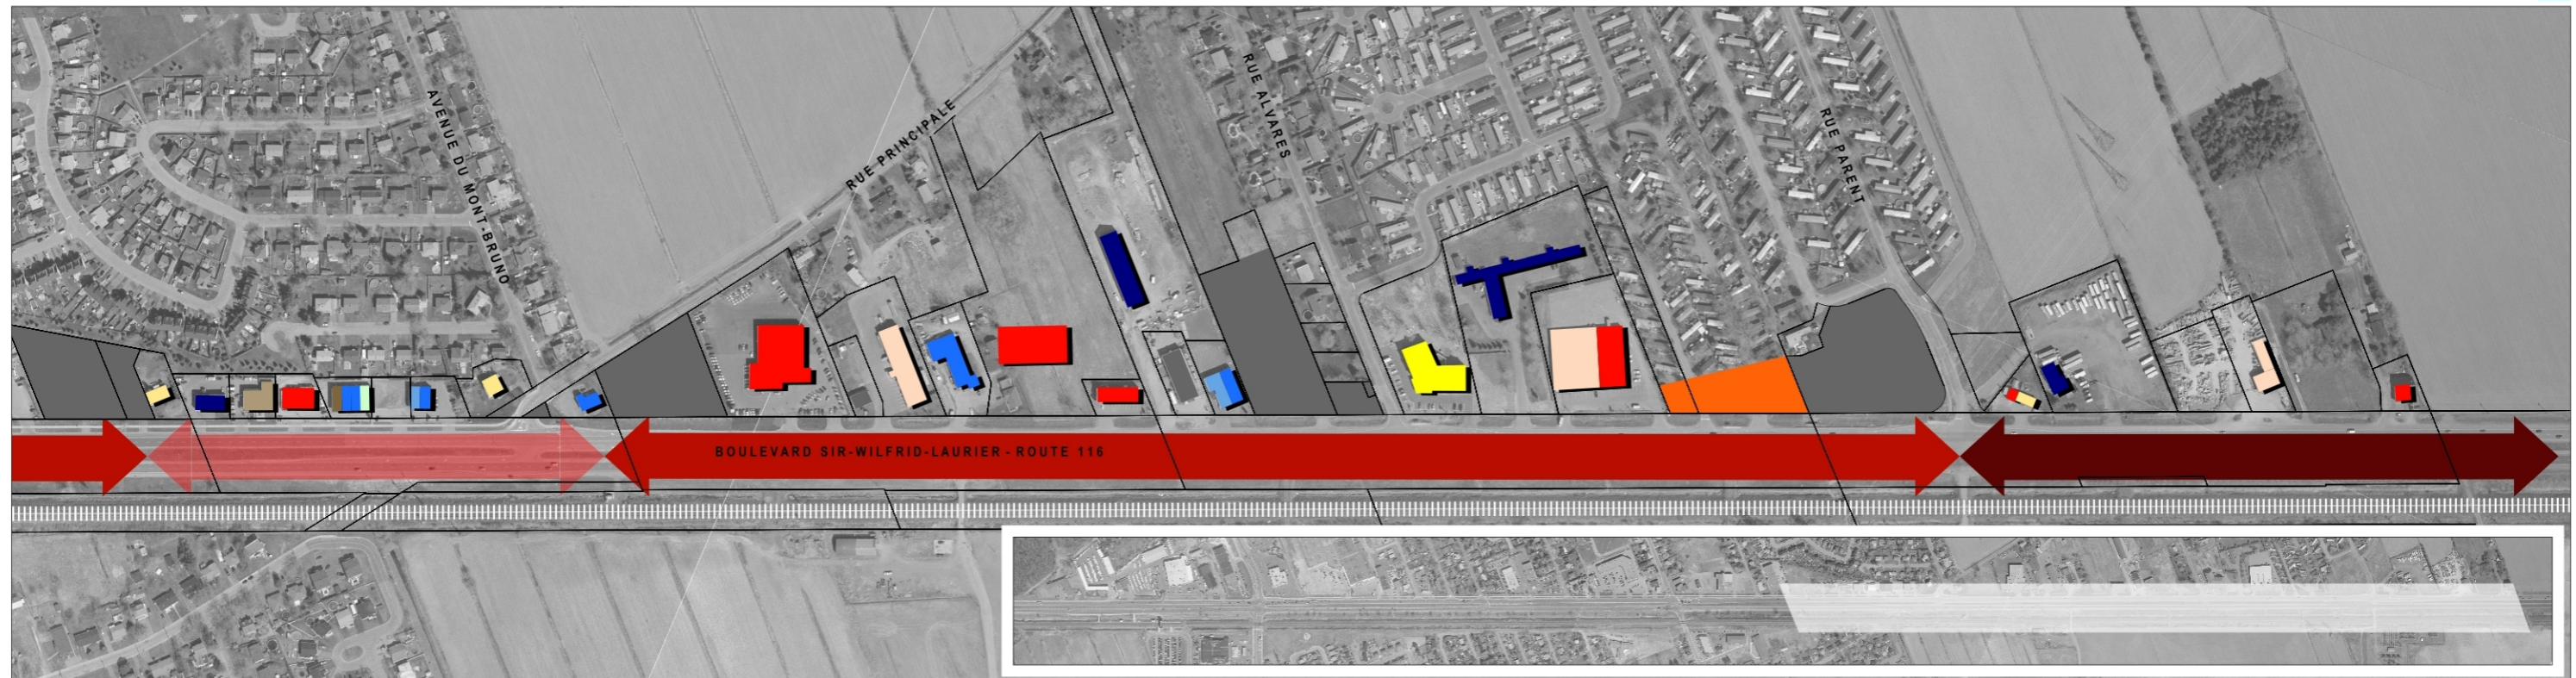 AVENUE DU MONT-BRUNO
RUE PRINCIPALE
RUE ALVARES
RUE PARENT
BOULEVARD SIR-WILFRID-LAURIER - ROUTE 116